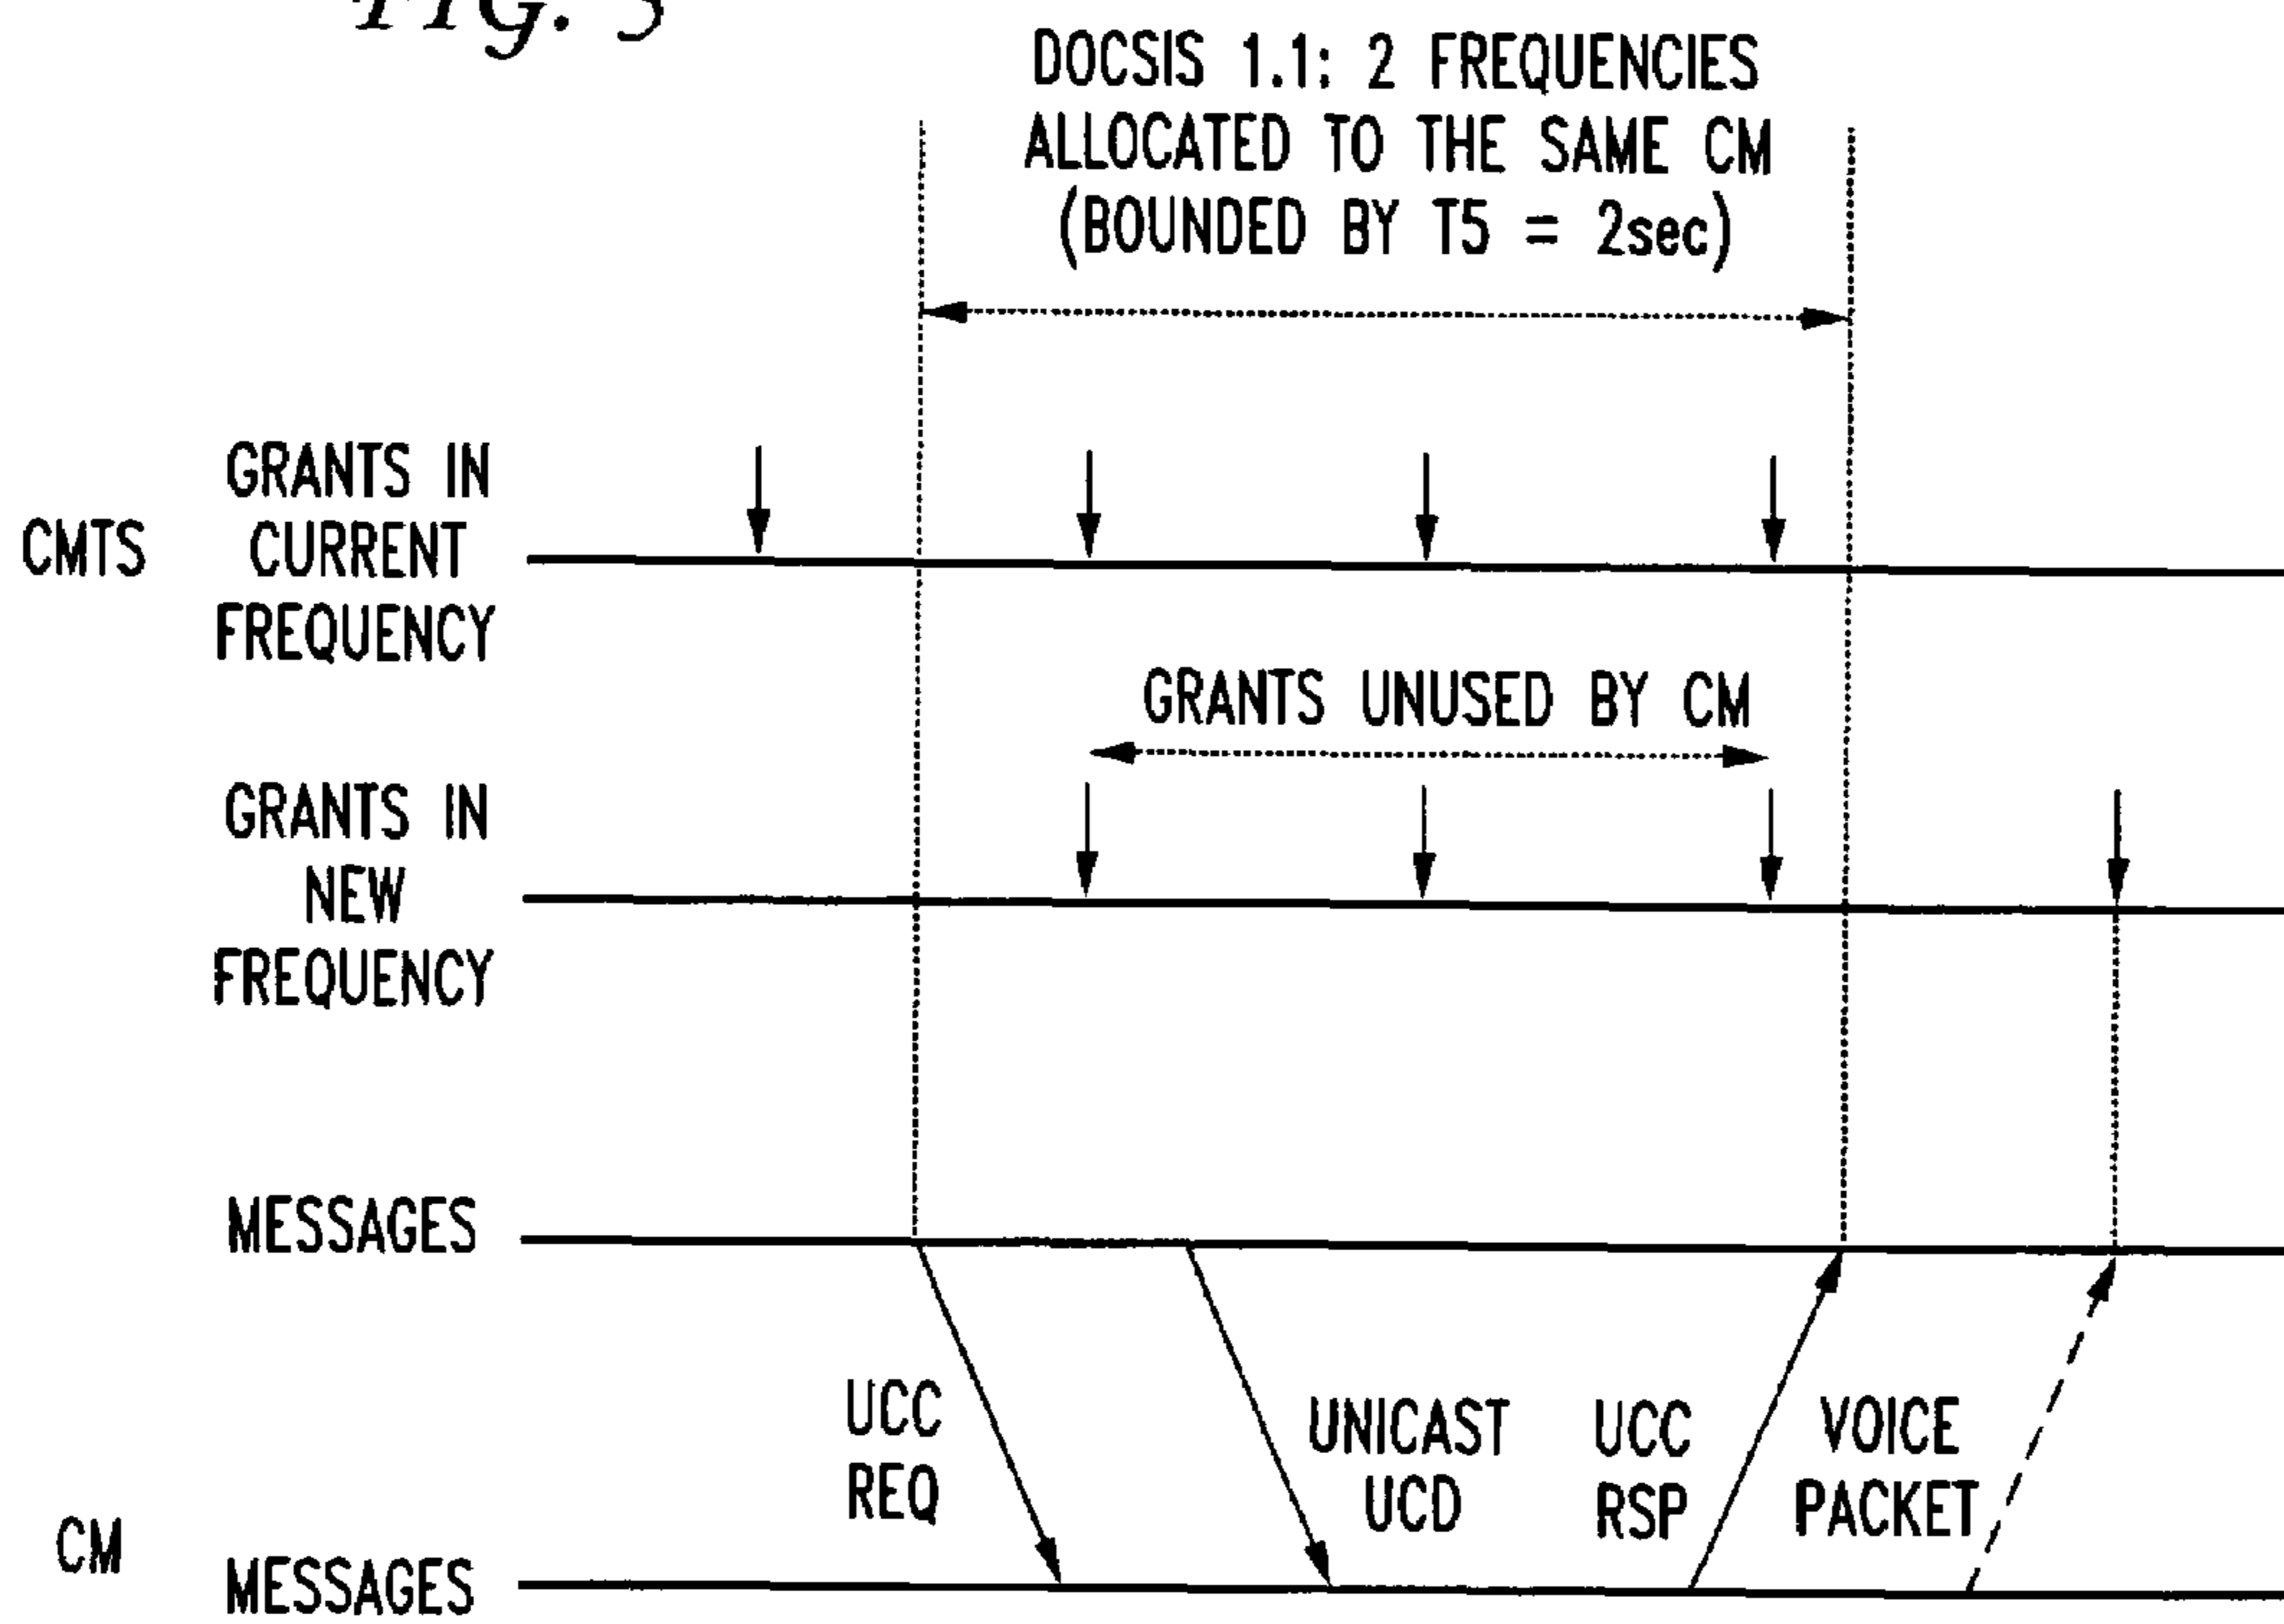 FIG. 3
DOCSIS 1.1: 2 FREQUENCIES
ALLOCATED TO THE SAME CM
(BOUNDED BY T5 = 2sec)
CMTS
GRANTS IN
CURRENT
FREQUENCY
GRANTS UNUSED BY CM
GRANTS IN
NEW
FREQUENCY
MESSAGES
UCC
REQ
UNICAST
UCD
UCC
RSP
VOICE
PACKET
CM
MESSAGES